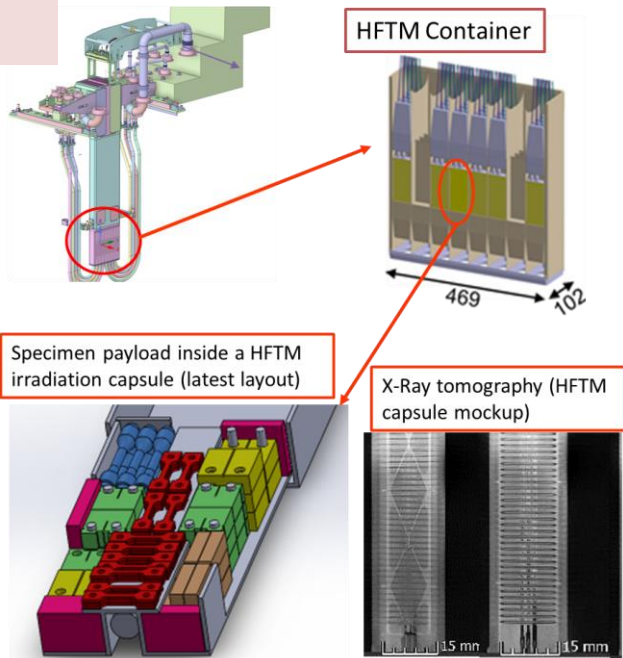 HFTM Container
469
102
Specimen payload inside a HFTM
irradiation capsule (latest layout)
X-Ray tomography (HFTM
capsule mockup)
15 mm
15 mm